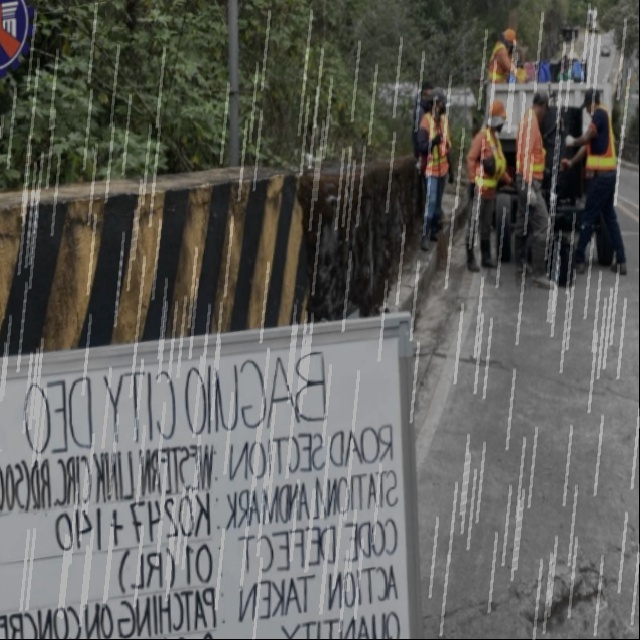 BAGUIO CITY DEO
ROAD SECTION : WESTERN LINK CIRC. RD
STATION/LANDMARK : K0247+140
CODE DEFECT : 01 (RL)
ACTION TAKEN : PATCHING ON CONCRE
QUANTITY :